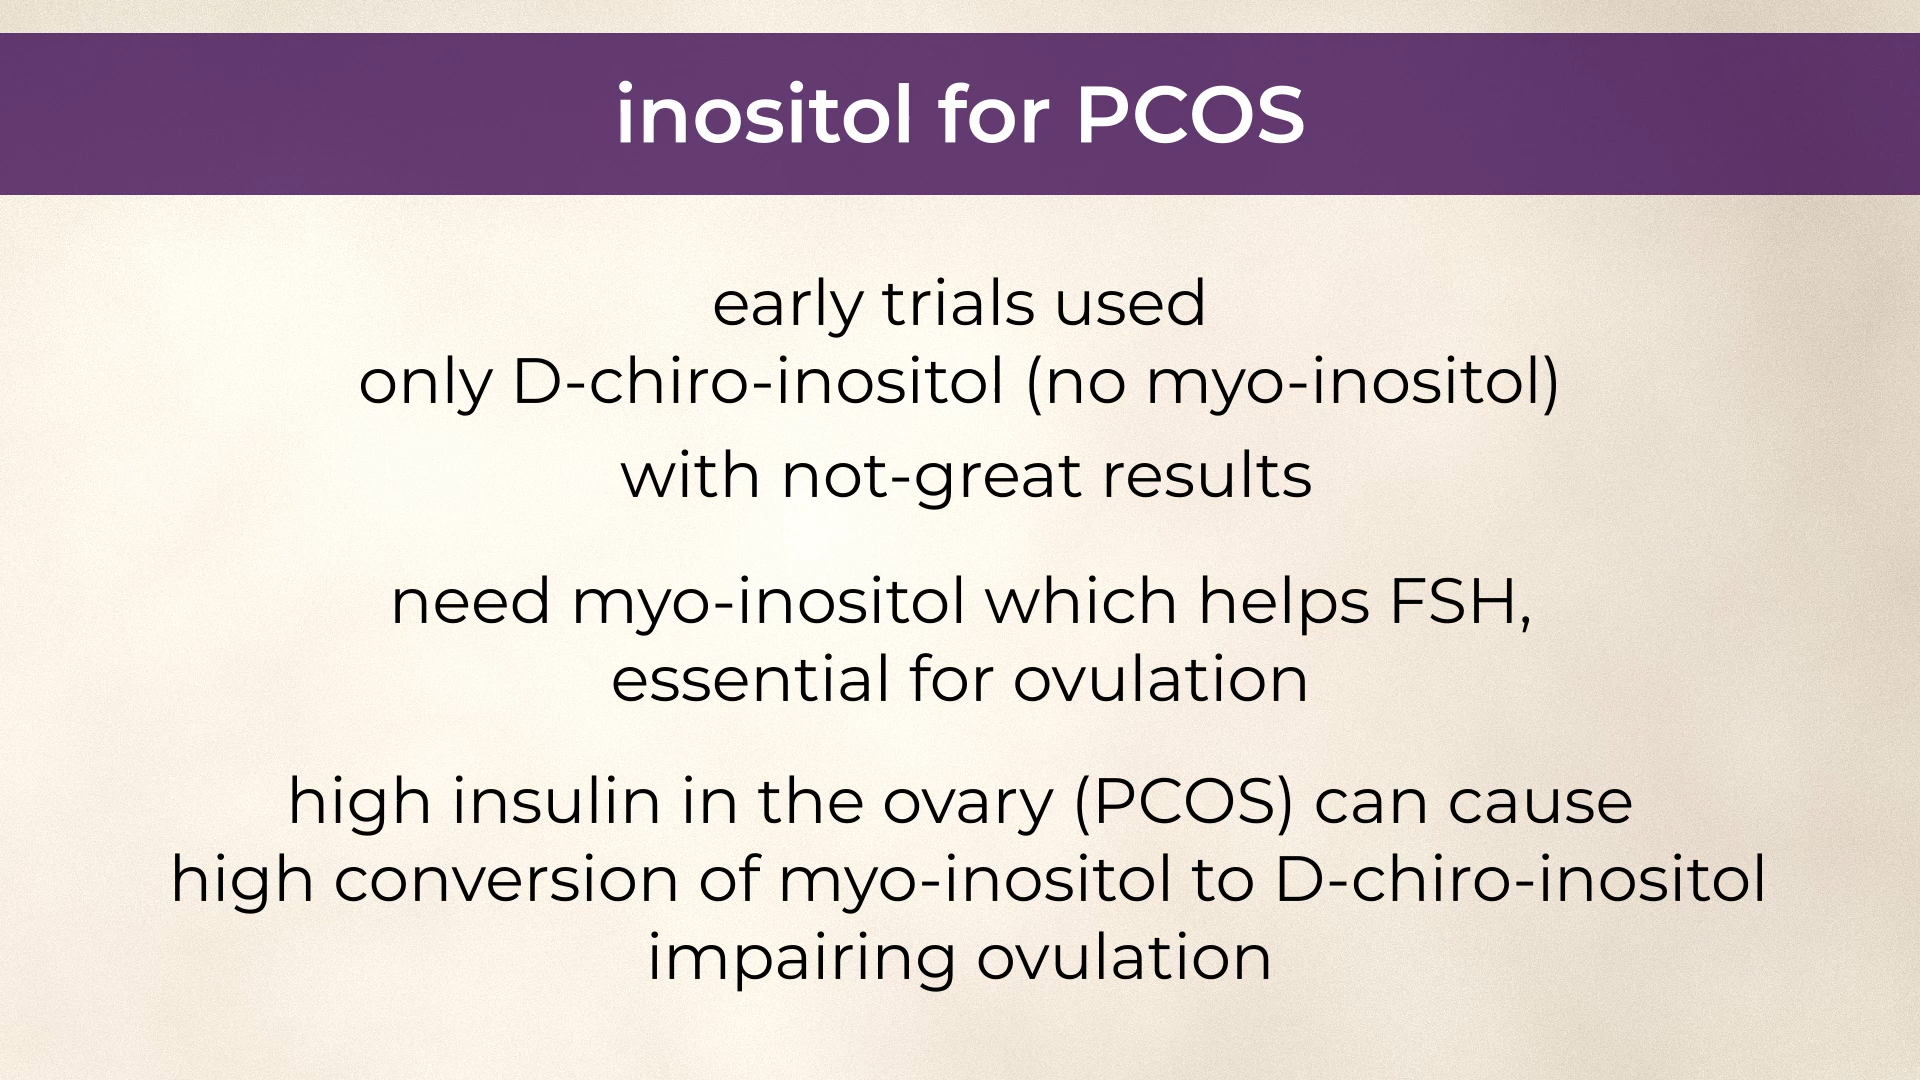 inositol for PCOS
early trials used
only D-chiro-inositol (no myo-inositol)
with not-great results
need myo-inositol which helps FSH,
essential for ovulation
high insulin in the ovary (PCOS) can cause
high conversion of myo-inositol to D-chiro-inositol
impairing ovulation